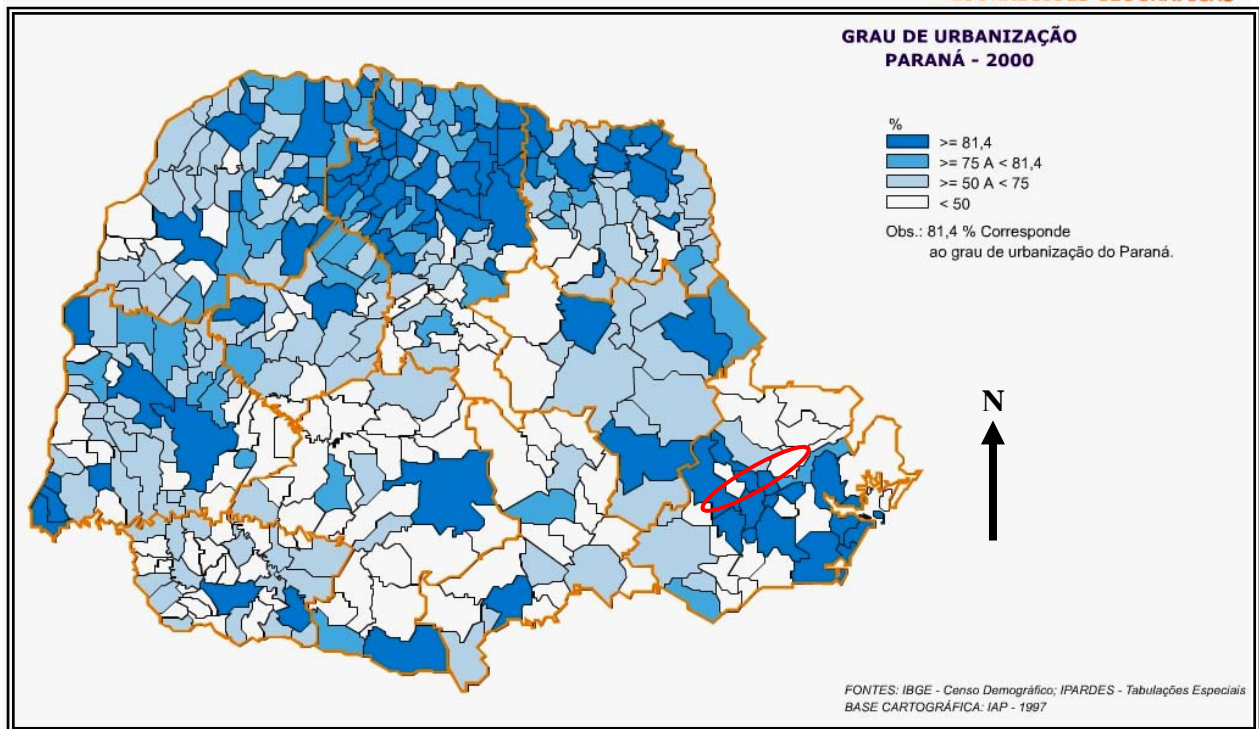 GRAU DE URBANIZAÇÃO
PARANÁ - 2000
%
>= 81,4
>= 75 A < 81,4
>= 50 A < 75
< 50
Obs.: 81,4 % Corresponde
ao grau de urbanização do Paraná.
N
FONTES: IBGE - Censo Demográfico; IPARDES - Tabulações Especiais
BASE CARTOGRÁFICA: IAP - 1997